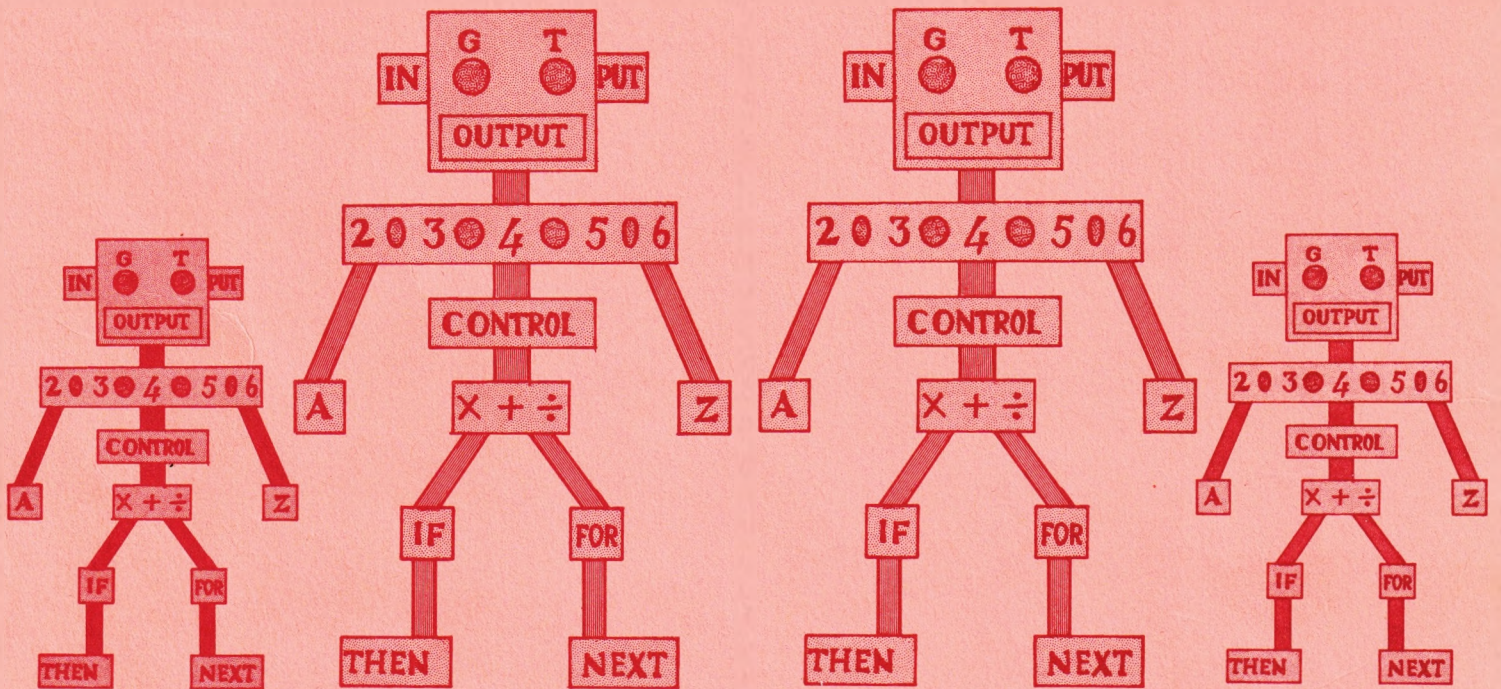 G T
IN PUT
OUTPUT
2 0 3 4 5 0 6
CONTROL
A Z
X + ÷
IF FOR
THEN NEXT
G T
IN PUT
OUTPUT
2 0 3 4 5 0 6
CONTROL
A Z
X + ÷
IF FOR
THEN NEXT
G T
IN PUT
OUTPUT
2 0 3 4 5 0 6
CONTROL
A Z
X + ÷
IF FOR
THEN NEXT
G T
IN PUT
OUTPUT
2 0 3 4 5 0 6
CONTROL
A Z
X + ÷
IF FOR
THEN NEXT